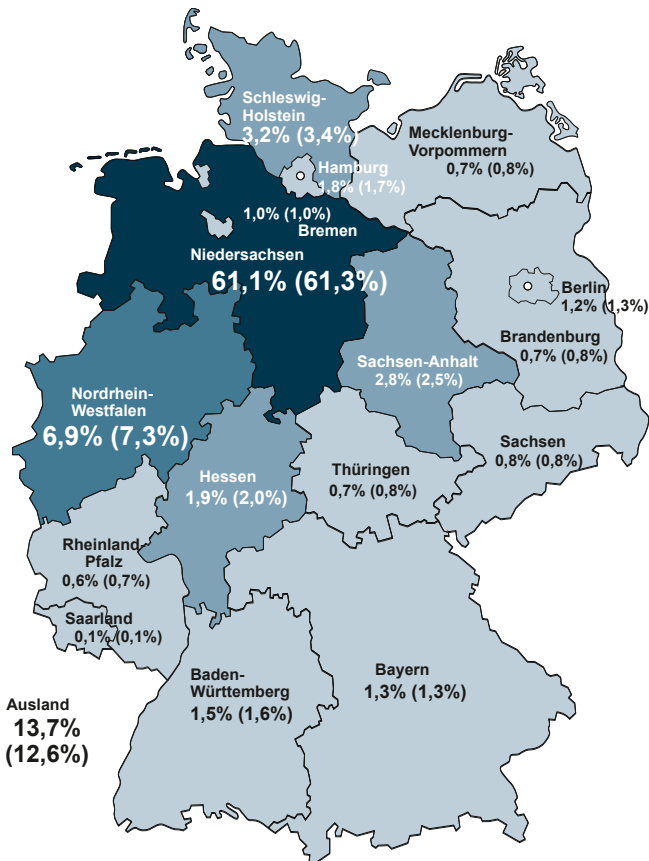 Schleswig-
Holstein
3,2% (3,4%)
Mecklenburg-
Vorpommern
0,7% (0,8%)
Hamburg
1,8% (1,7%)
1,0% (1,0%)
Bremen
Niedersachsen
61,1% (61,3%)
Berlin
1,2% (1,3%)
Brandenburg
0,7% (0,8%)
Sachsen-Anhalt
2,8% (2,5%)
Nordrhein-
Westfalen
6,9% (7,3%)
Sachsen
0,8% (0,8%)
Hessen
1,9% (2,0%)
Thüringen
0,7% (0,8%)
Rheinland
Pfalz
0,6% (0,7%)
Saarland
0,1% (0,1%)
Baden-
Württemberg
1,5% (1,6%)
Bayern
1,3% (1,3%)
Ausland
13,7%
(12,6%)